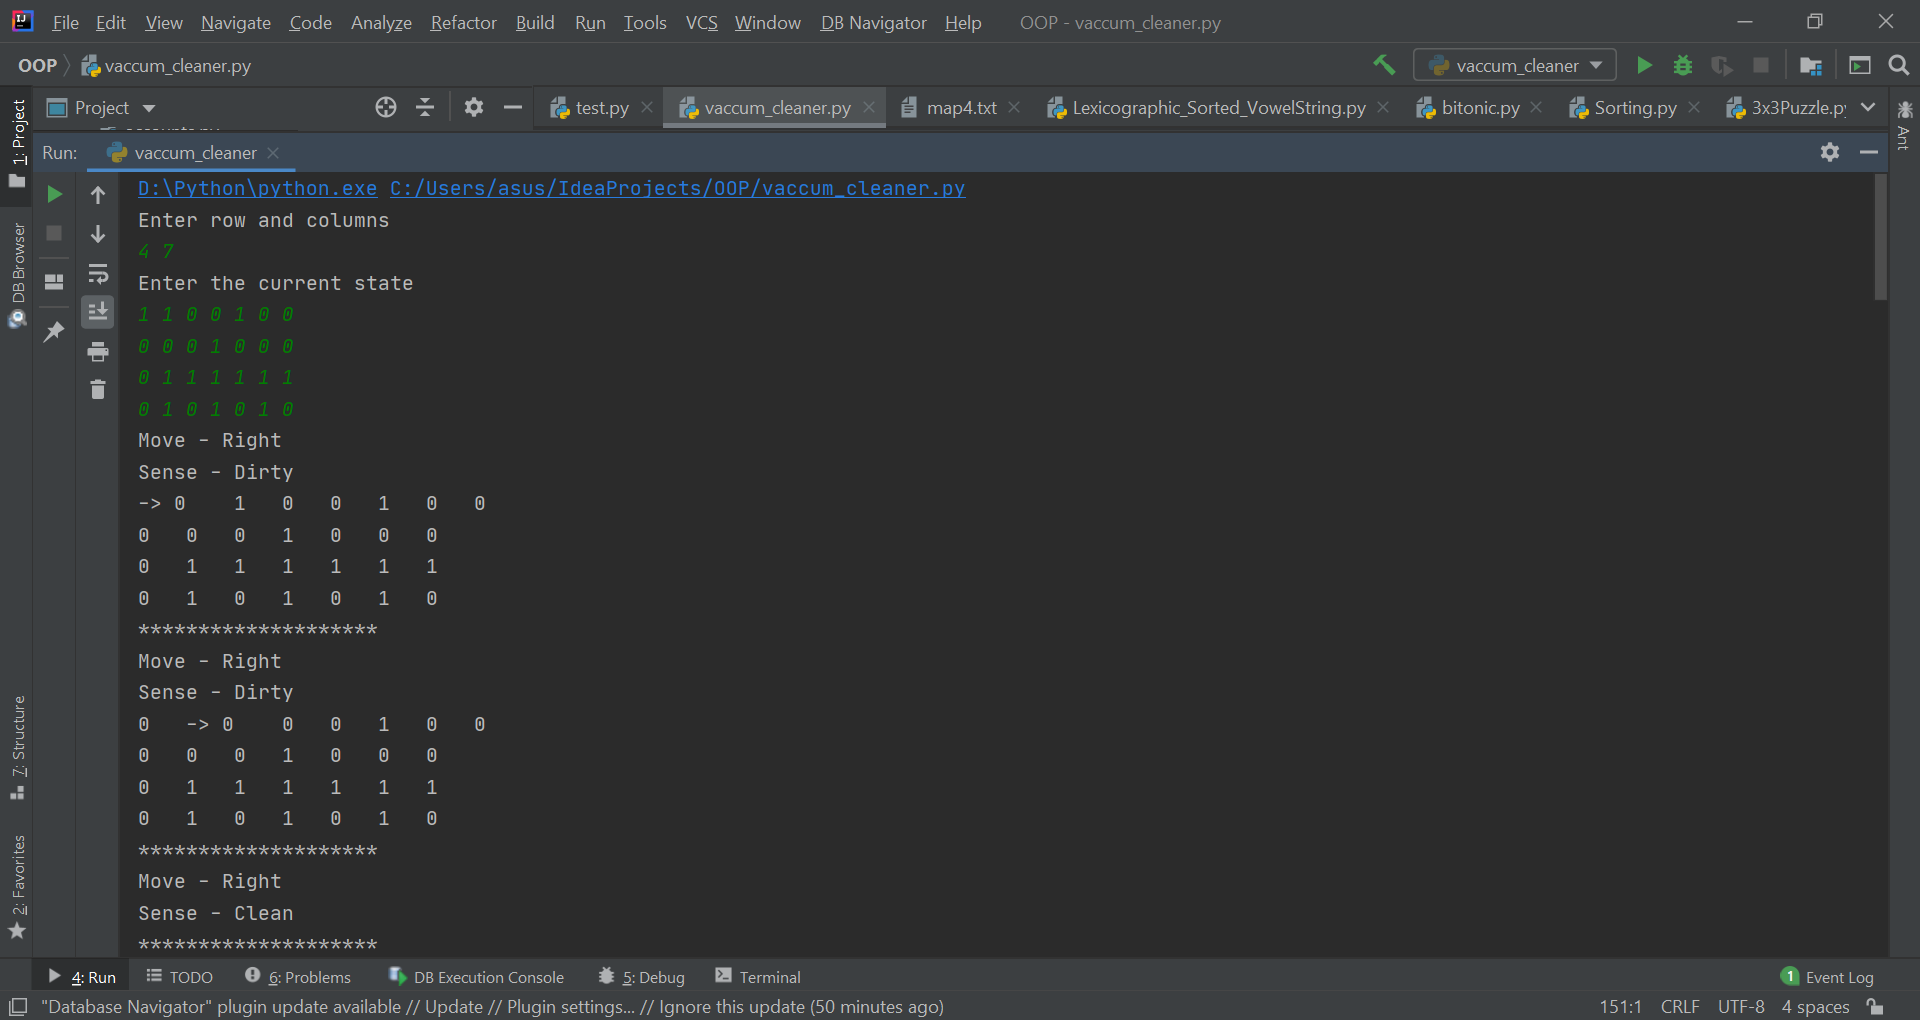 File Edit View Navigate Code Analyze Refactor Build Run Tools VCS Window DB Navigator Help OOP - vaccum_cleaner.py
OOP vaccum_cleaner.py vaccum_cleaner
Project test.py vaccum_cleaner.py map4.txt Lexicographic_Sorted_VowelString.py bitonic.py Sorting.py 3x3Puzzle.py
Run: vaccum_cleaner
D:\Python\python.exe C:/Users/asus/IdeaProjects/OOP/vaccum_cleaner.py
Enter row and columns
4 7
Enter the current state
1 1 0 0 1 0 0
0 0 0 1 0 0 0
0 1 1 1 1 1 1
0 1 0 1 0 1 0
Move - Right
Sense - Dirty
-> 0 1 0 0 1 0 0
0 0 0 1 0 0 0
0 1 1 1 1 1 1
0 1 0 1 0 1 0
********************
Move - Right
Sense - Dirty
0 -> 0 0 0 1 0 0
0 0 0 1 0 0 0
0 1 1 1 1 1 1
0 1 0 1 0 1 0
********************
Move - Right
Sense - Clean
********************
1: Project
DB Browser
7: Structure
2: Favorites
Ant
4: Run TODO 6: Problems DB Execution Console 5: Debug Terminal 1 Event Log
"Database Navigator" plugin update available // Update // Plugin settings... // Ignore this update (50 minutes ago) 151:1 CRLF UTF-8 4 spaces